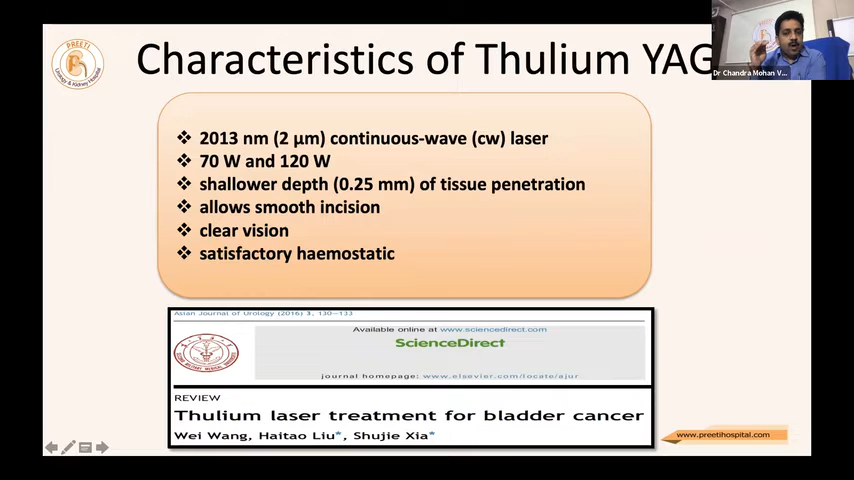 PREETI
Urology & Kidney Hospital
Characteristics of Thulium YAG
Dr Chandra Mohan V...
❖ 2013 nm (2 µm) continuous-wave (cw) laser
❖ 70 W and 120 W
❖ shallower depth (0.25 mm) of tissue penetration
❖ allows smooth incision
❖ clear vision
❖ satisfactory haemostatic
Asian Journal of Urology (2016) 3, 130–133
Available online at www.sciencedirect.com
ScienceDirect
journal homepage: www.elsevier.com/locate/ajur
REVIEW
Thulium laser treatment for bladder cancer
Wei Wang, Haitao Liu*, Shujie Xia*
www.preetihospital.com